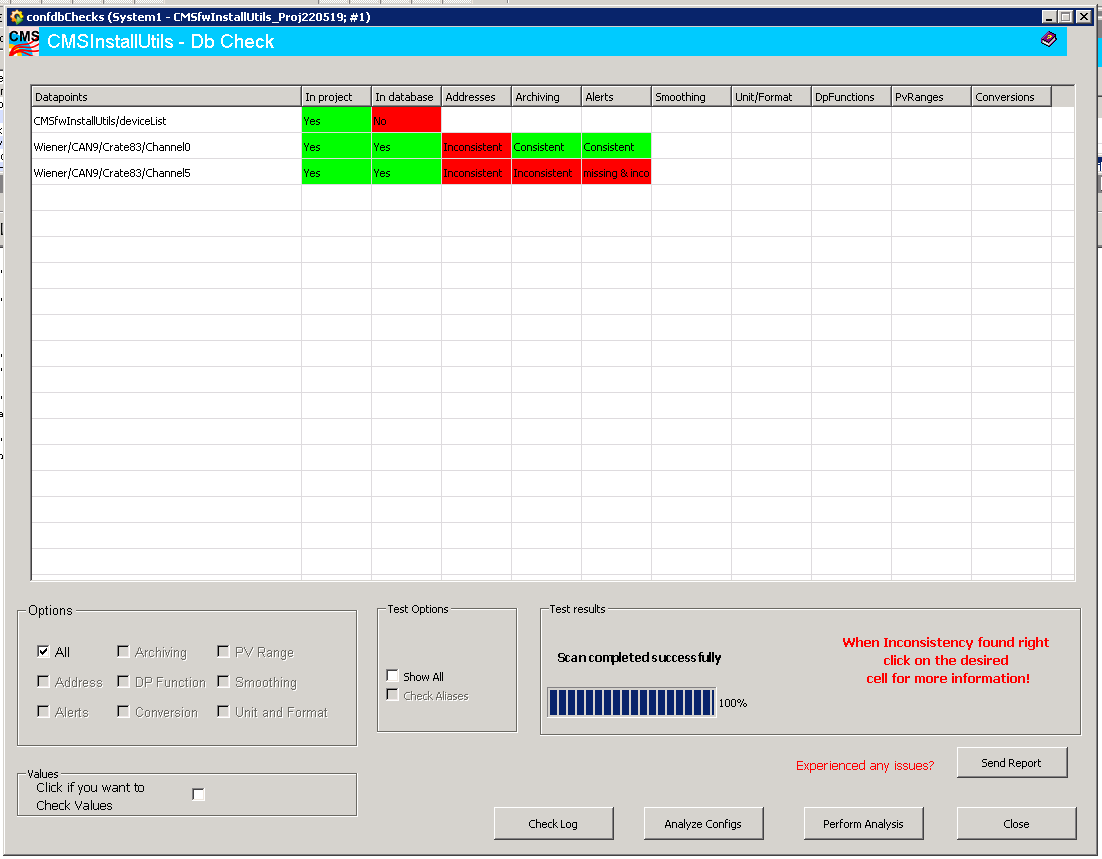 confdbChecks (System1 - CMSfwInstallUtils_Proj220519; #1)
CMS CMSInstallUtils - Db Check
Datapoints In project In database Addresses Archiving Alerts Smoothing Unit/Format DpFunctions PvRanges Conversions
CMSfwInstallUtils/deviceList Yes No
Wiener/CAN9/Crate83/Channel0 Yes Yes Inconsistent Consistent Consistent
Wiener/CAN9/Crate83/Channel5 Yes Yes Inconsistent Inconsistent missing & inco
Options
All Archiving PV Range
Address DP Function Smoothing
Alerts Conversion Unit and Format
Test Options
Show All
Check Aliases
Test results
Scan completed successfully
100%
When Inconsistency found right
click on the desired
cell for more information!
Values
Click if you want to
Check Values
Experienced any issues? Send Report
Check Log Analyze Configs Perform Analysis Close